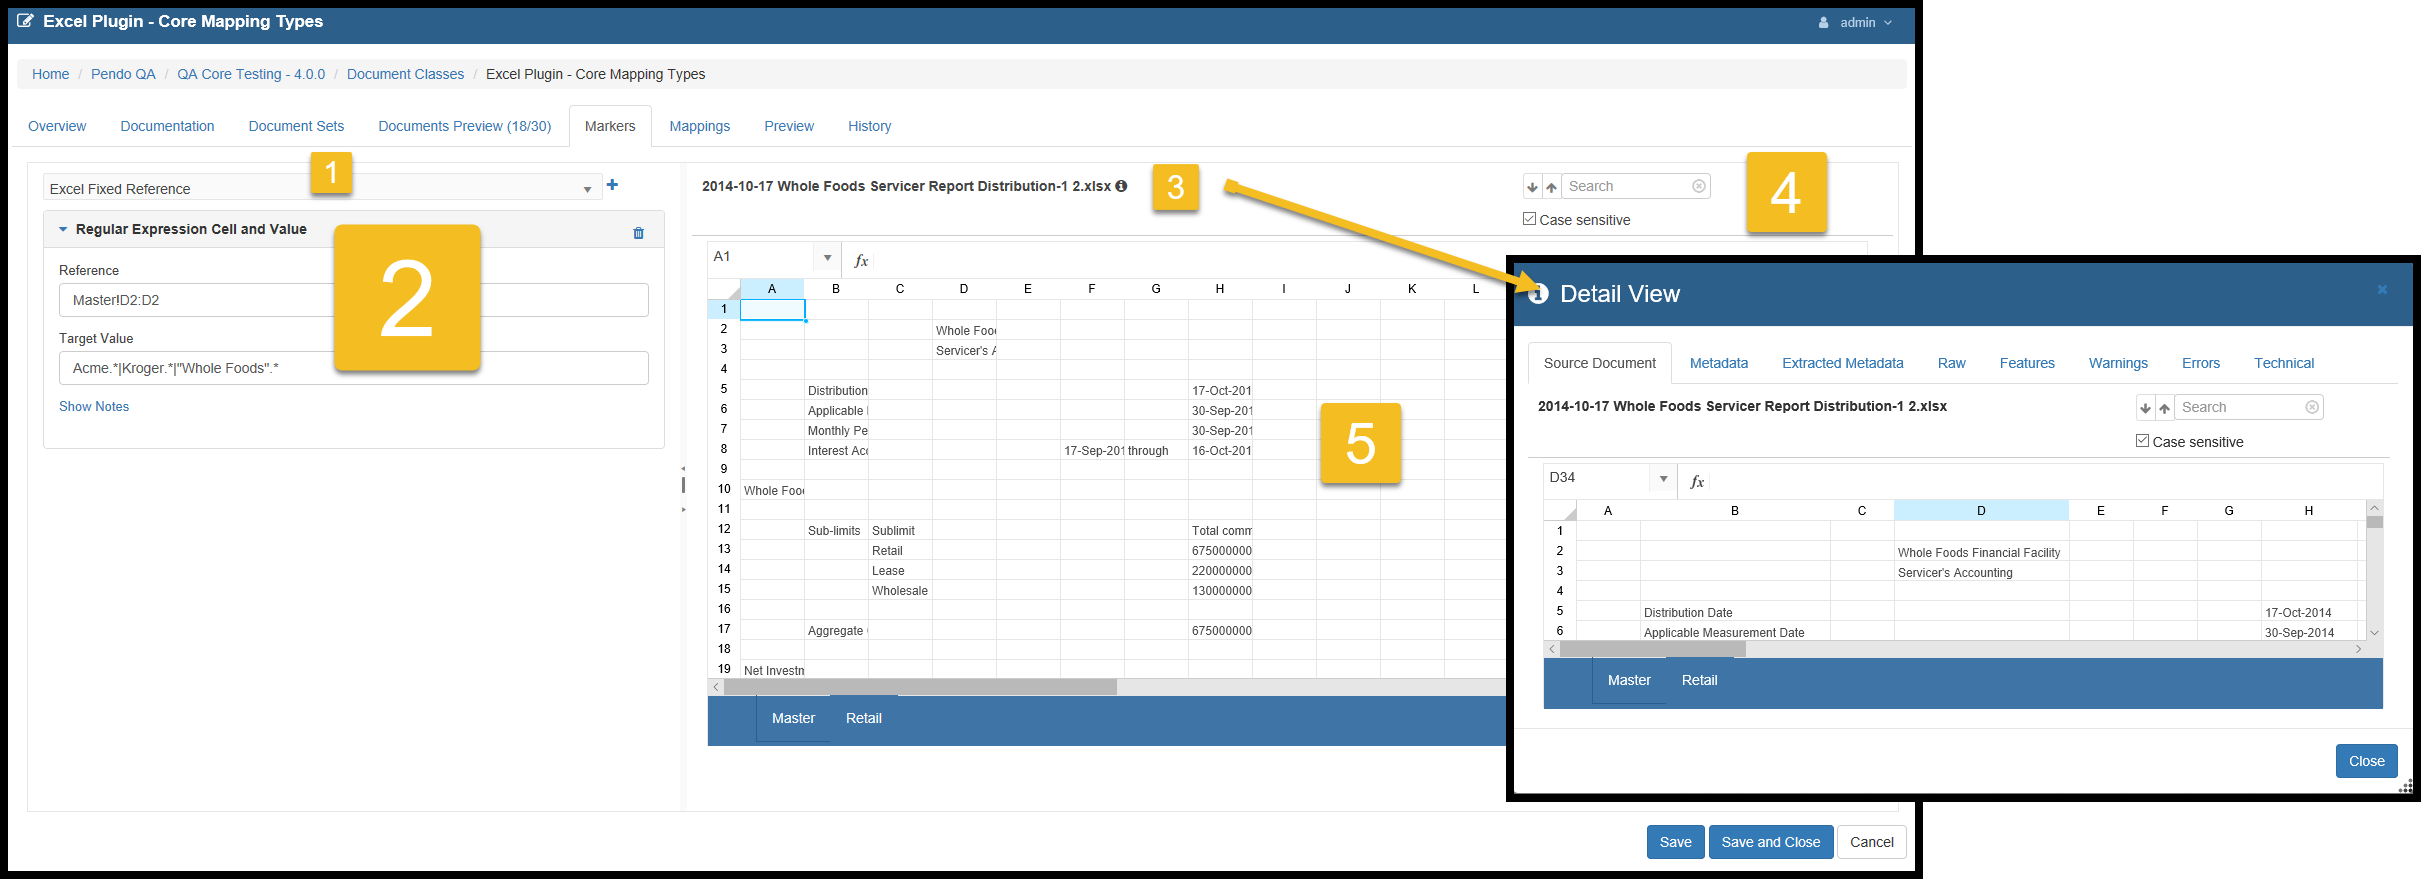 Excel Plugin - Core Mapping Types
admin
Home / Pendo QA / QA Core Testing - 4.0.0 / Document Classes / Excel Plugin - Core Mapping Types
Overview Documentation Document Sets Documents Preview (18/30) Markers Mappings Preview History
1
Excel Fixed Reference
Regular Expression Cell and Value
2
Reference
Master!D2:D2
Target Value
Acme.*|Kroger.*|"Whole Foods".*
Show Notes
2014-10-17 Whole Foods Servicer Report Distribution-1 2.xlsx
3
Search
Case sensitive
4
A1 fx
A B C D E F G H I J K L
1
2 Whole Foo
3 Servicer's A
4
5 Distribution 17-Oct-201
6 Applicable 30-Sep-201
7 Monthly Pe 30-Sep-201
8 Interest Acc 17-Sep-201 through 16-Oct-201
9
10 Whole Foo
11
12 Sub-limits Sublimit Total comm
13 Retail 675000000
14 Lease 220000000
15 Wholesale 130000000
16
17 Aggregate 675000000
18
19 Net Investm
5
Master Retail
Save Save and Close Cancel
Detail View
Source Document Metadata Extracted Metadata Raw Features Warnings Errors Technical
2014-10-17 Whole Foods Servicer Report Distribution-1 2.xlsx
Search
Case sensitive
D34 fx
A B C D E F G H
1
2 Whole Foods Financial Facility
3 Servicer's Accounting
4
5 Distribution Date 17-Oct-2014
6 Applicable Measurement Date 30-Sep-2014
Master Retail
Close